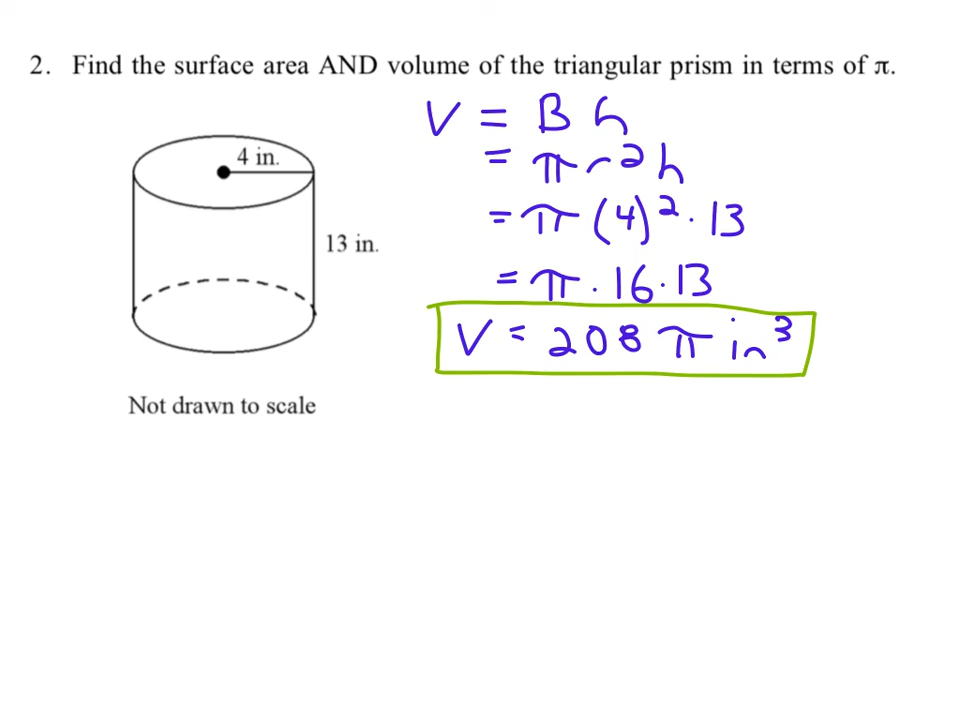 2. Find the surface area AND volume of the triangular prism in terms of π.
V = B h
4 in.
= π r² h
= π (4)² · 13
13 in.
= π · 16 · 13
V = 208 π in³
Not drawn to scale